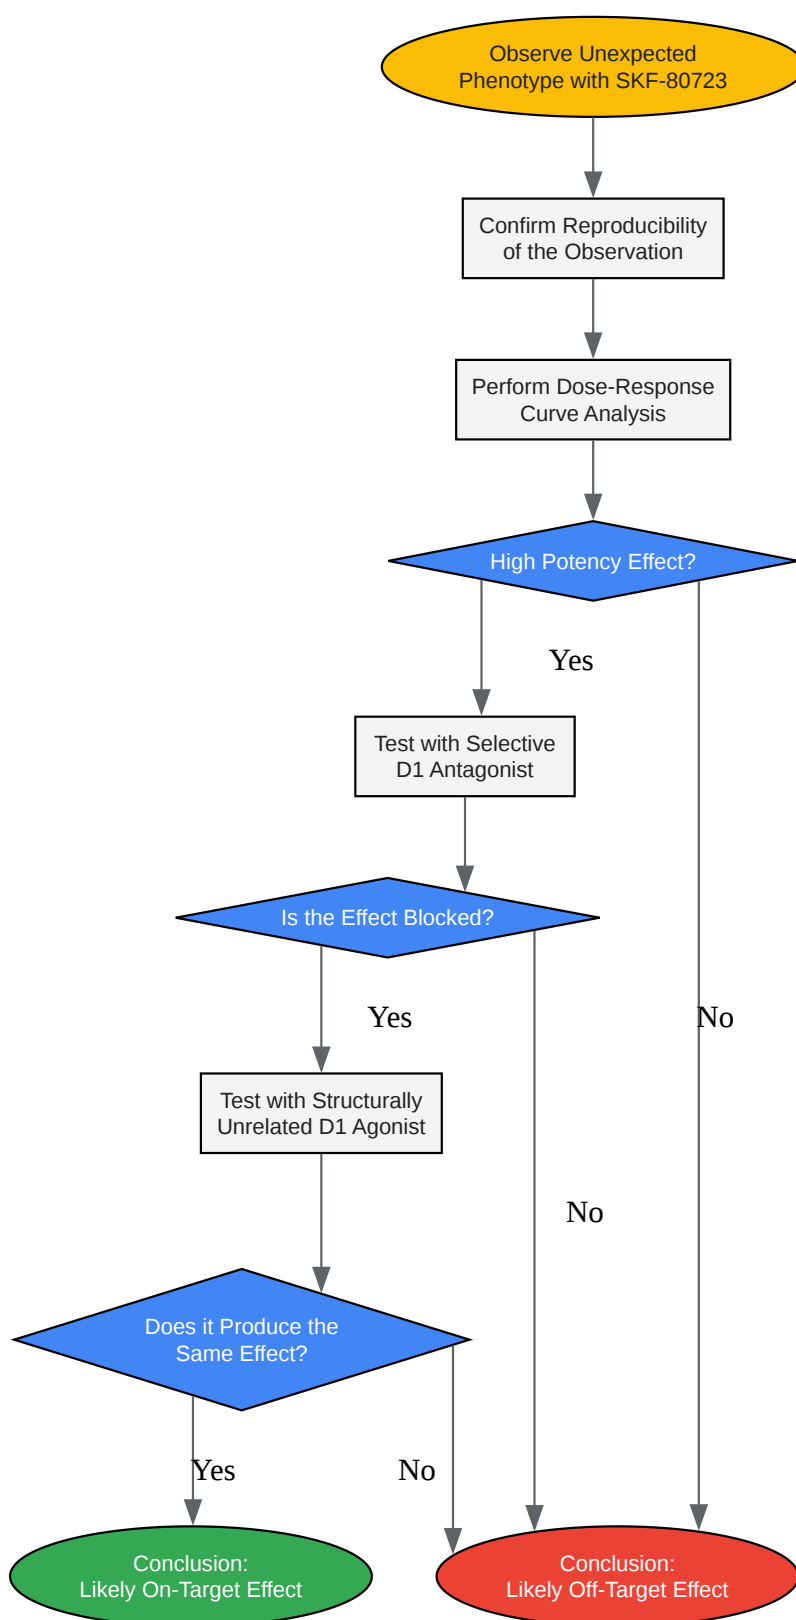 Observe Unexpected
Phenotype with SKF-80723
Confirm Reproducibility
of the Observation
Perform Dose-Response
Curve Analysis
High Potency Effect?
Yes
Test with Selective
D1 Antagonist
Is the Effect Blocked?
Yes
No
Test with Structurally
Unrelated D1 Agonist
No
Does it Produce the
Same Effect?
Yes
No
Conclusion:
Likely On-Target Effect
Conclusion:
Likely Off-Target Effect